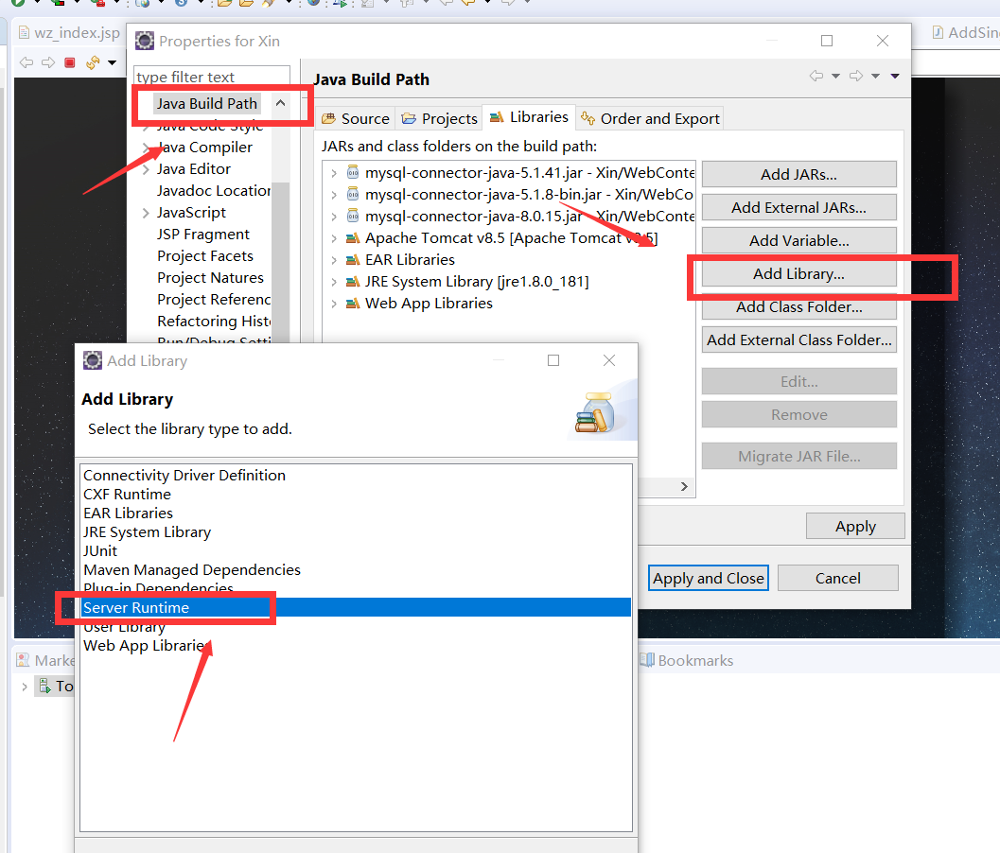 wz_index.jsp
Properties for Xin
AddSin
type filter text
Java Build Path
Java Build Path
Java Code Style
Java Compiler
Java Editor
Javadoc Location
JavaScript
JSP Fragment
Project Facets
Project Natures
Project Referenc
Refactoring Histo
Run/Debug Setti
Source
Projects
Libraries
Order and Export
JARs and class folders on the build path:
mysql-connector-java-5.1.41.jar - Xin/WebConte
mysql-connector-java-5.1.8-bin.jar - Xin/WebCo
mysql-connector-java-8.0.15.jar - Xin/WebConte
Apache Tomcat v8.5 [Apache Tomcat v8.5]
EAR Libraries
JRE System Library [jre1.8.0_181]
Web App Libraries
Add JARs...
Add External JARs...
Add Variable...
Add Library...
Add Class Folder...
Add External Class Folder...
Edit...
Remove
Migrate JAR File...
Apply
Apply and Close
Cancel
Add Library
Add Library
Select the library type to add.
Connectivity Driver Definition
CXF Runtime
EAR Libraries
JRE System Library
JUnit
Maven Managed Dependencies
Plug-in Dependencies
Server Runtime
User Library
Web App Libraries
Marke
To
Bookmarks